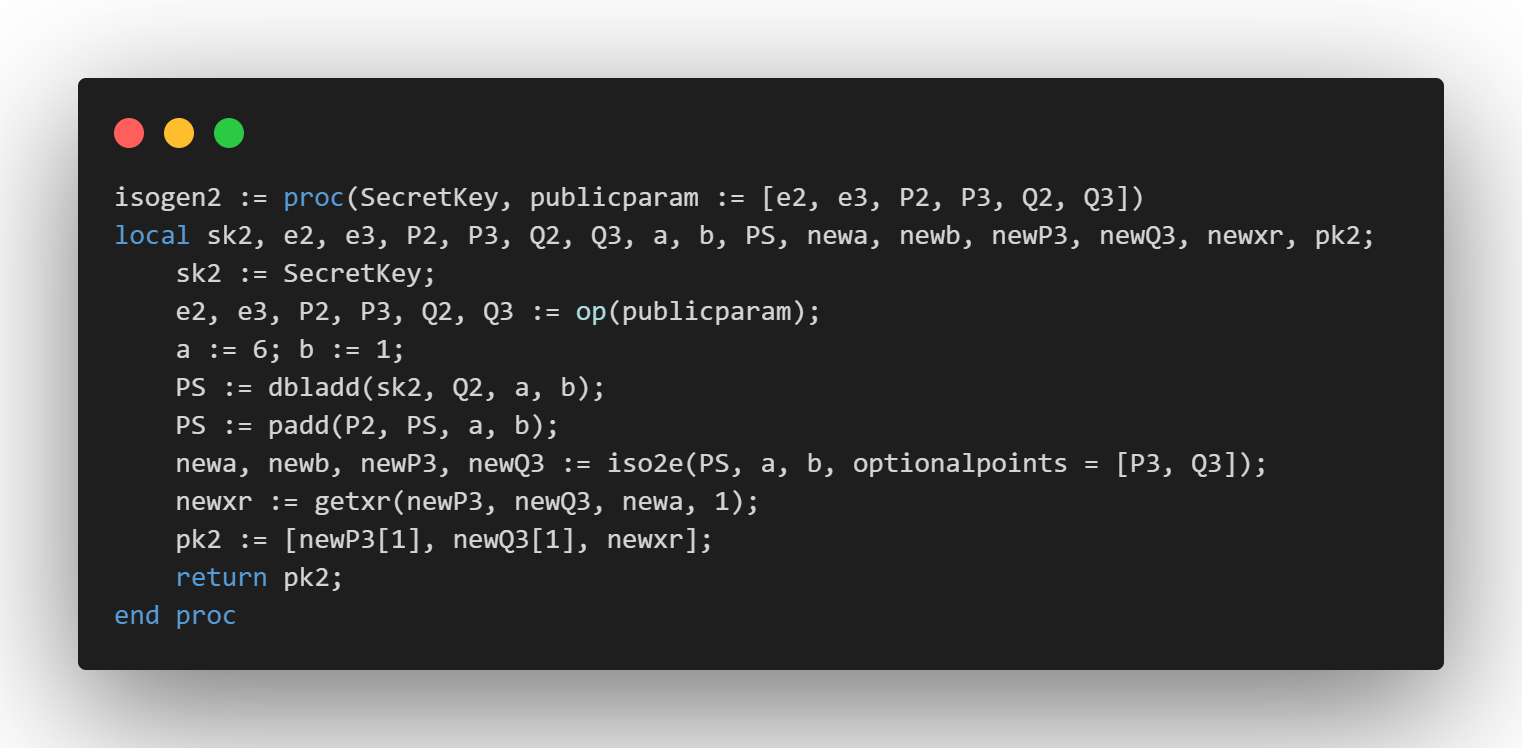 isogen2 := proc(SecretKey, publicparam := [e2, e3, P2, P3, Q2, Q3])
local sk2, e2, e3, P2, P3, Q2, Q3, a, b, PS, newa, newb, newP3, newQ3, newxr, pk2;
    sk2 := SecretKey;
    e2, e3, P2, P3, Q2, Q3 := op(publicparam);
    a := 6; b := 1;
    PS := dbladd(sk2, Q2, a, b);
    PS := padd(P2, PS, a, b);
    newa, newb, newP3, newQ3 := iso2e(PS, a, b, optionalpoints = [P3, Q3]);
    newxr := getxr(newP3, newQ3, newa, 1);
    pk2 := [newP3[1], newQ3[1], newxr];
    return pk2;
end proc